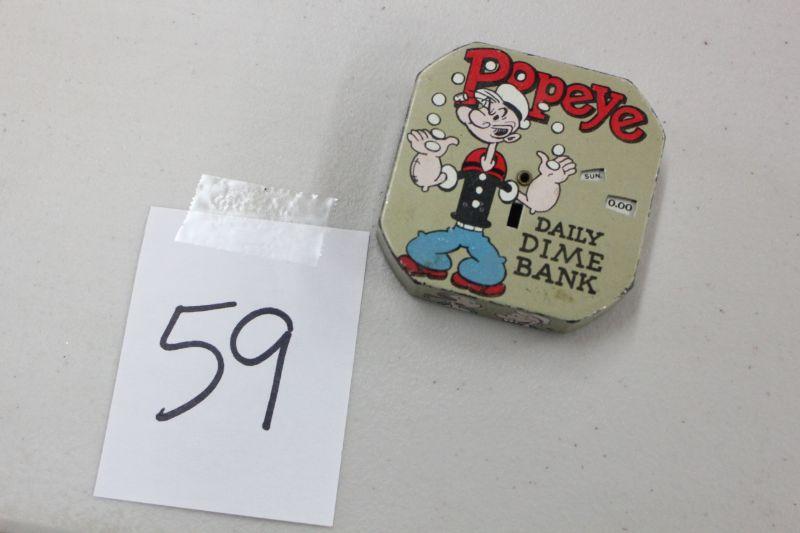 Popeye
SUN
0.00
DAILY
DIME
BANK
59